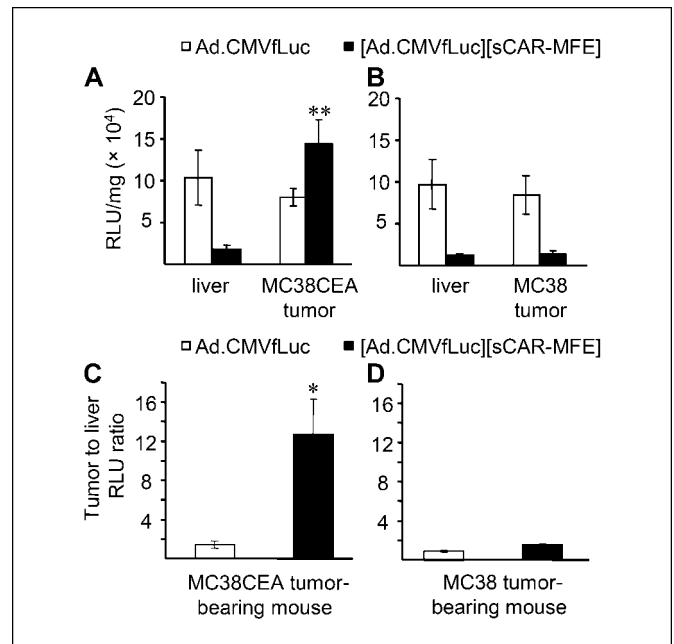 Ad.CMVfLuc [Ad.CMVfLuc][sCAR-MFE]
A B
RLU/mg (× 10⁴)
20
15
10
5
**
liver MC38CEA tumor
20
15
10
5
liver MC38 tumor
Ad.CMVfLuc [Ad.CMVfLuc][sCAR-MFE]
C D
Tumor to liver
RLU ratio
16
12
8
4
*
MC38CEA tumor-
bearing mouse
16
12
8
4
MC38 tumor-
bearing mouse